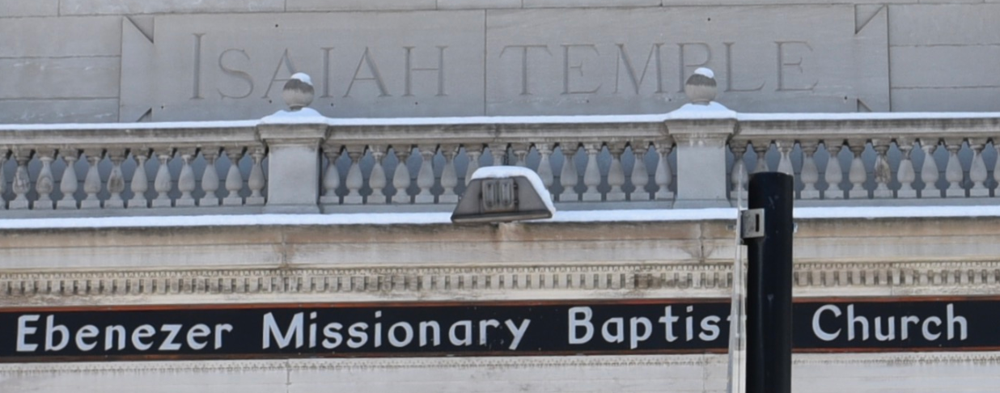 ISAIAH TEMPLE
Ebenezer Missionary Baptist Church